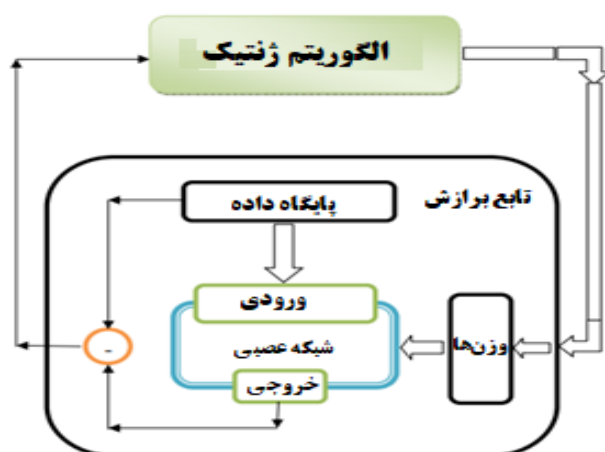 الگوریتم ژنتیک
تابع برازش
پایگاه داده
ورودی
شبکه عصبی
وزن‌ها
خروجی
-